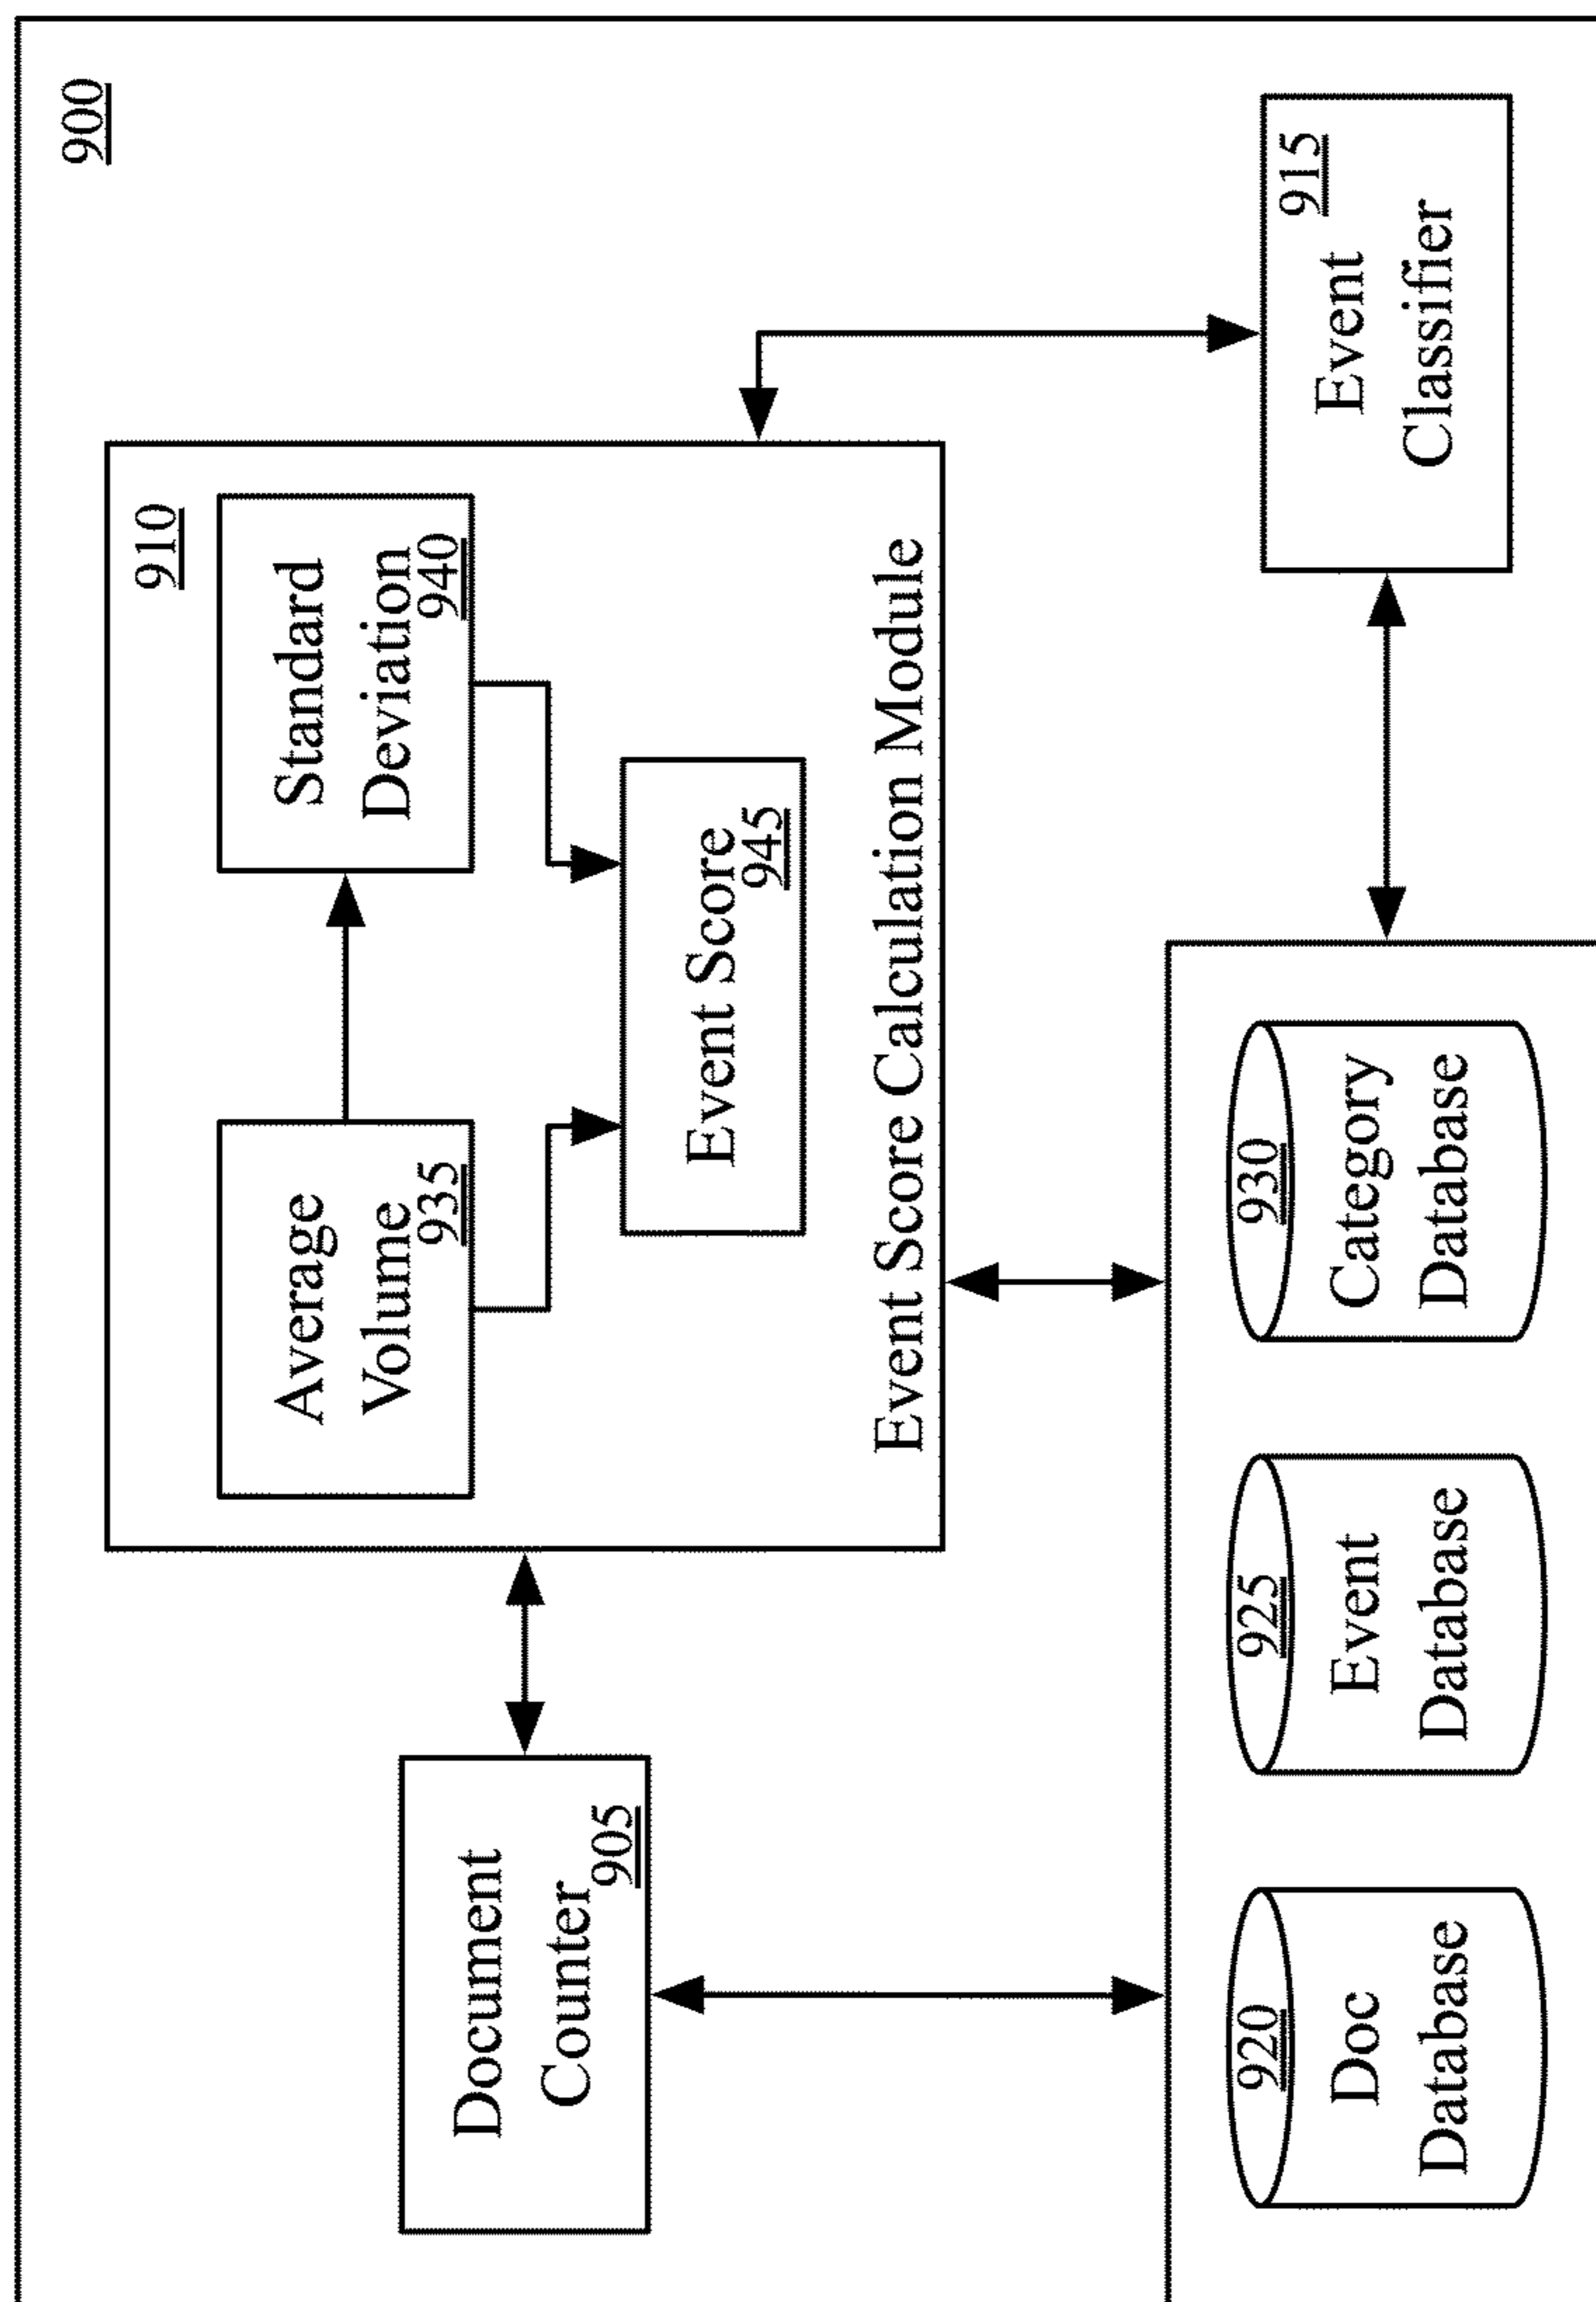 900
910
Average
Volume
935
Standard
Deviation
940
Event Score
945
Event Score Calculation Module
Document
Counter
905
915
Event
Classifier
920
Doc
Database
925
Event
Database
930
Category
Database